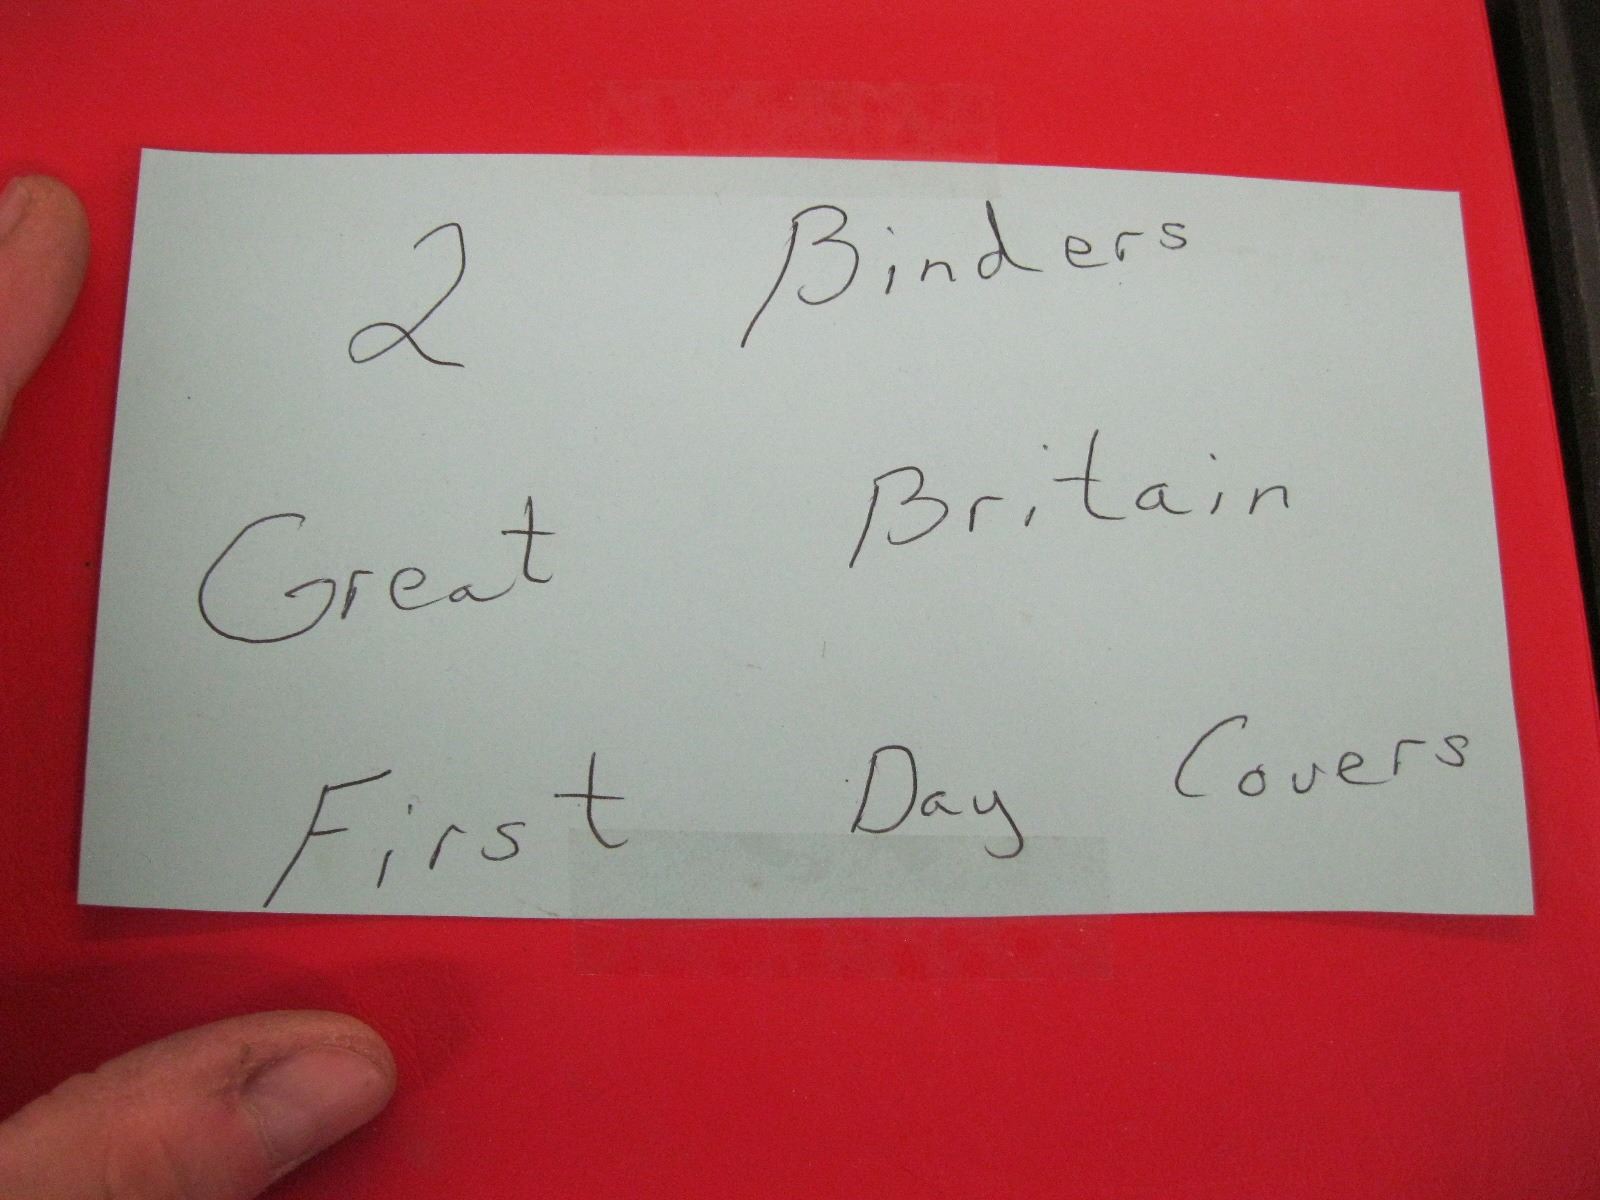 2 Binders
Great Britain
First Day Covers